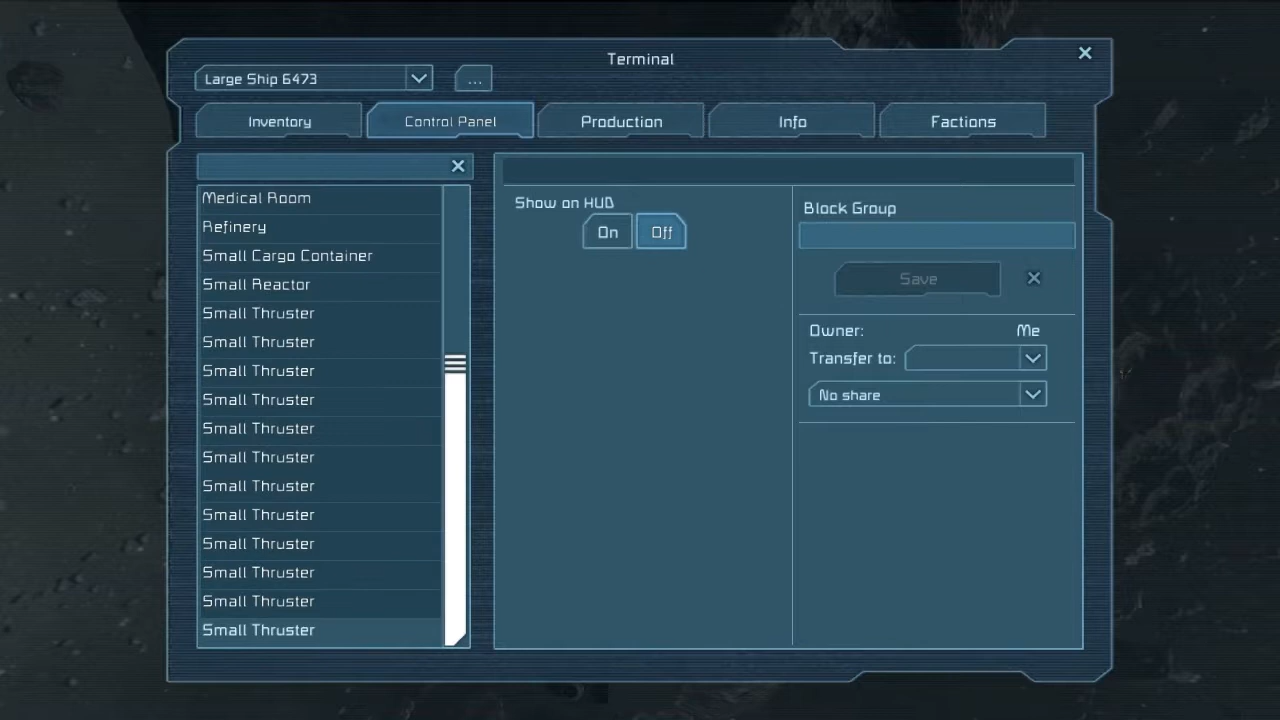 Terminal
Large Ship 6473
...
Inventory
Control Panel
Production
Info
Factions
Medical Room
Refinery
Small Cargo Container
Small Reactor
Small Thruster
Small Thruster
Small Thruster
Small Thruster
Small Thruster
Small Thruster
Small Thruster
Small Thruster
Small Thruster
Small Thruster
Small Thruster
Small Thruster
Show on HUD
On Off
Block Group
Save
Owner: Me
Transfer to:
No share